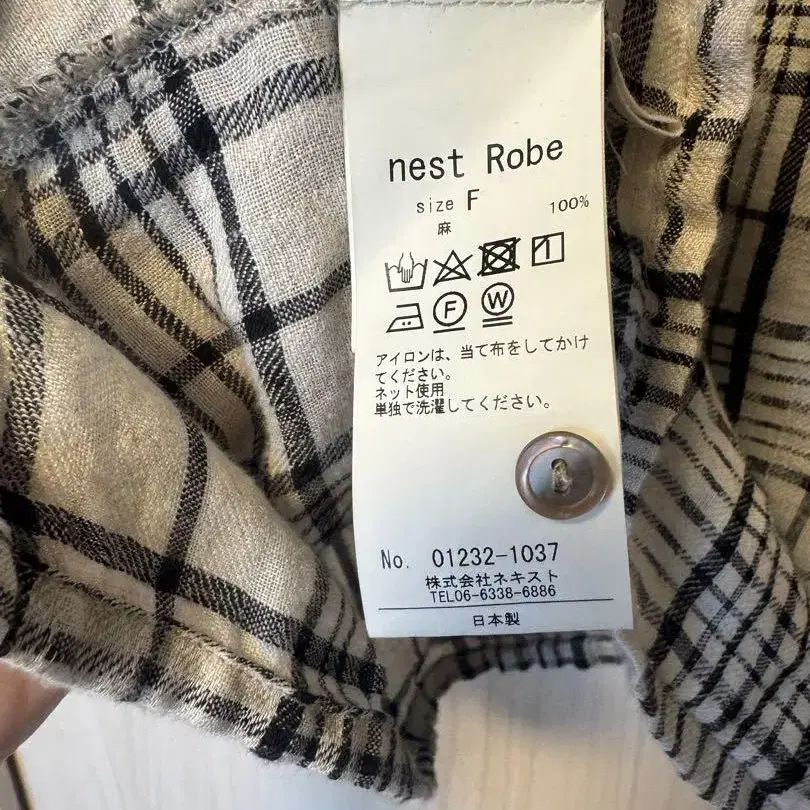 nest Robe
size F
麻 100%
F W
アイロンは、当て布をしてかけ
てください。
ネット使用
単独で洗濯してください。
No. 01232-1037
株式会社ネキスト
TEL06-6338-6886
日本製